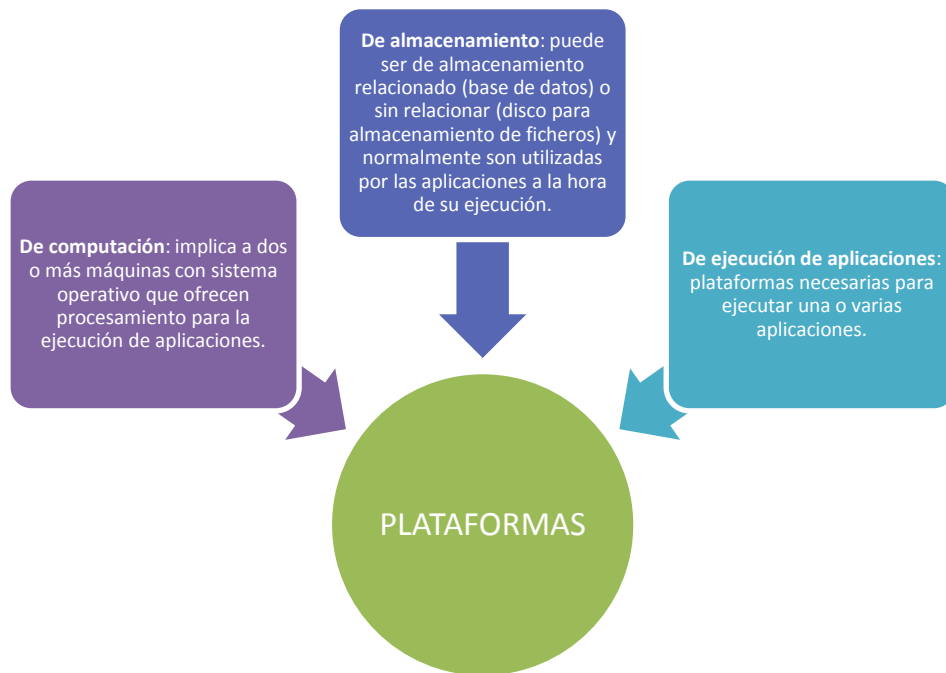 De almacenamiento: puede
ser de almacenamiento
relacionado (base de datos) o
sin relacionar (disco para
almacenamiento de ficheros) y
normalmente son utilizadas
por las aplicaciones a la hora
de su ejecución.
De computación: implica a dos
o más máquinas con sistema
operativo que ofrecen
procesamiento para la
ejecución de aplicaciones.
De ejecución de aplicaciones:
plataformas necesarias para
ejecutar una o varias
aplicaciones.
PLATAFORMAS